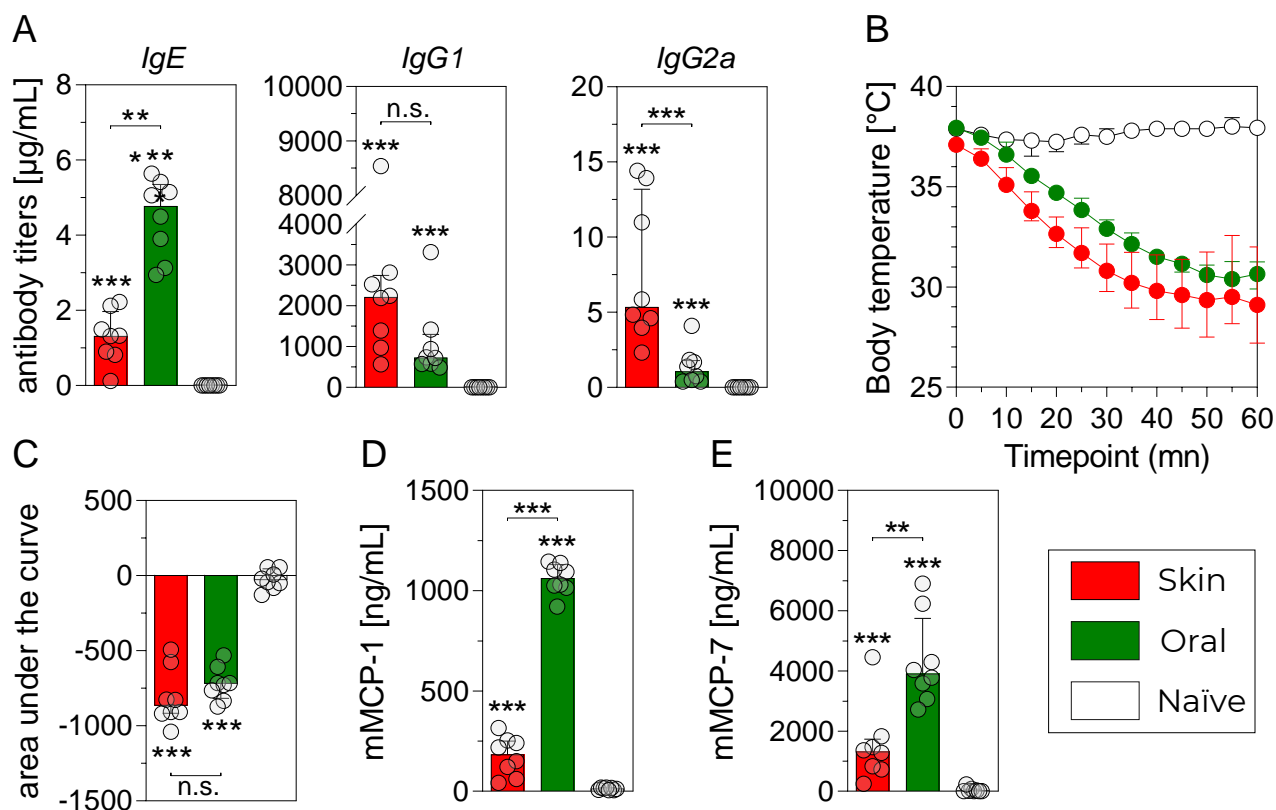 A
IgE
IgG1
IgG2a
antibody titers [µg/mL]
8
6
4
2
0
**
* **
*
***
10000
9000
8000
4000
3000
2000
1000
0
n.s.
***
***
20
15
10
5
0
***
***
***
B
Body temperature [°C]
40
35
30
25
0 10 20 30 40 50 60
Timepoint (mn)
C
area under the curve
500
0
-500
-1000
-1500
***
***
n.s.
D
mMCP-1 [ng/mL]
1500
1000
500
0
***
***
***
E
mMCP-7 [ng/mL]
10000
8000
6000
4000
2000
0
**
***
***
Skin
Oral
Naïve